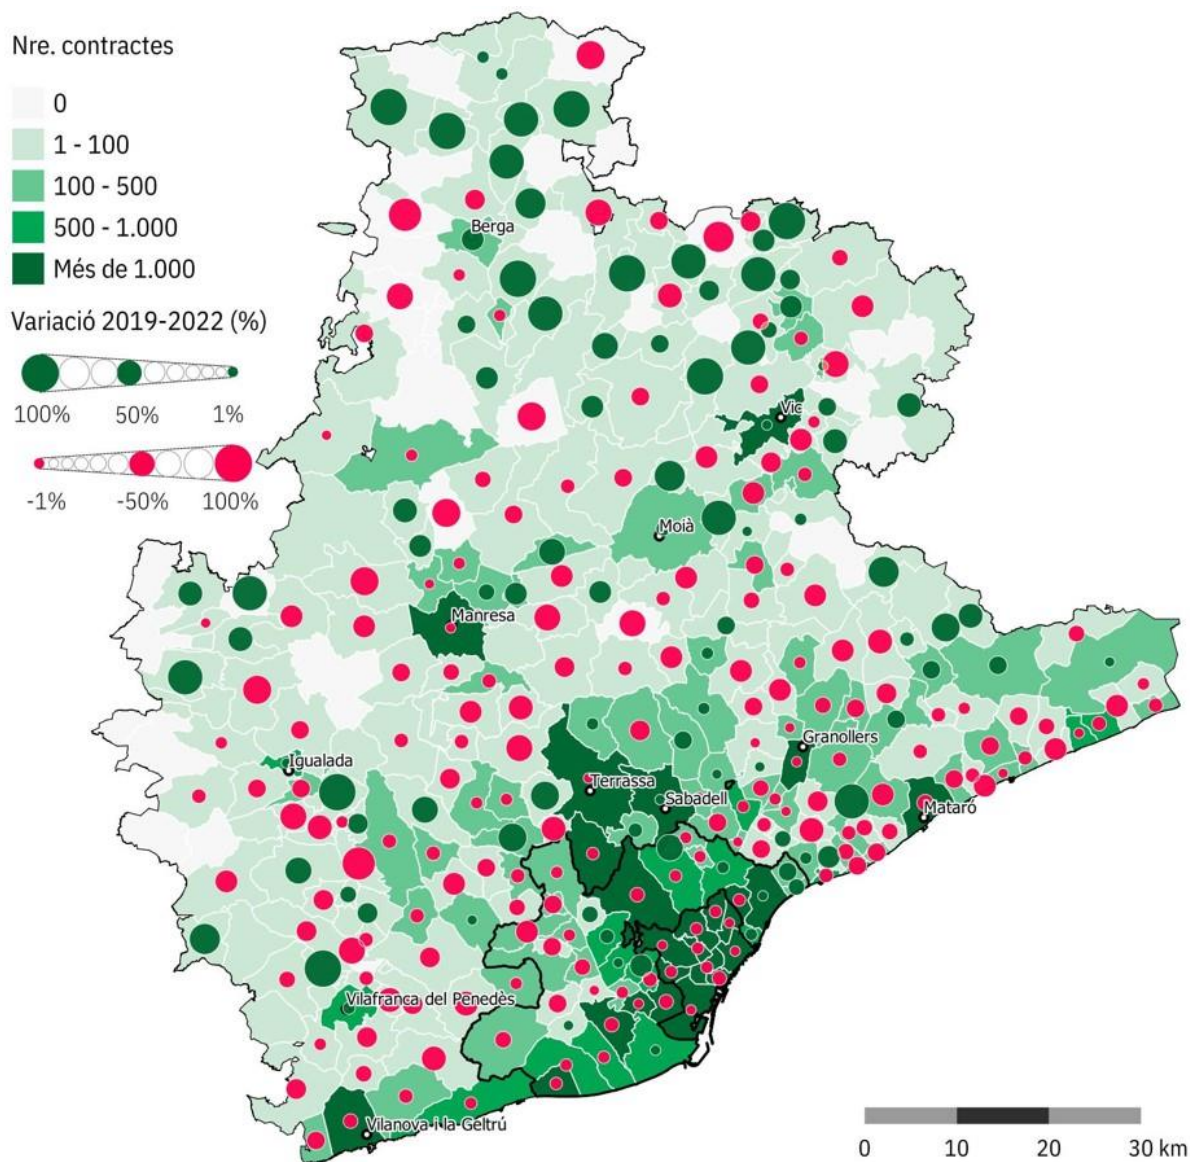 Nre. contractes
0
1 - 100
100 - 500
500 - 1.000
Més de 1.000
Variació 2019-2022 (%)
100% 50% 1%
-1% -50% 100%
Berga
Vic
Moià
Manresa
Igualada
Granollers
Terrassa
Sabadell
Mataró
Vilafranca del Penedès
Vilanova i la Geltrú
0 10 20 30 km